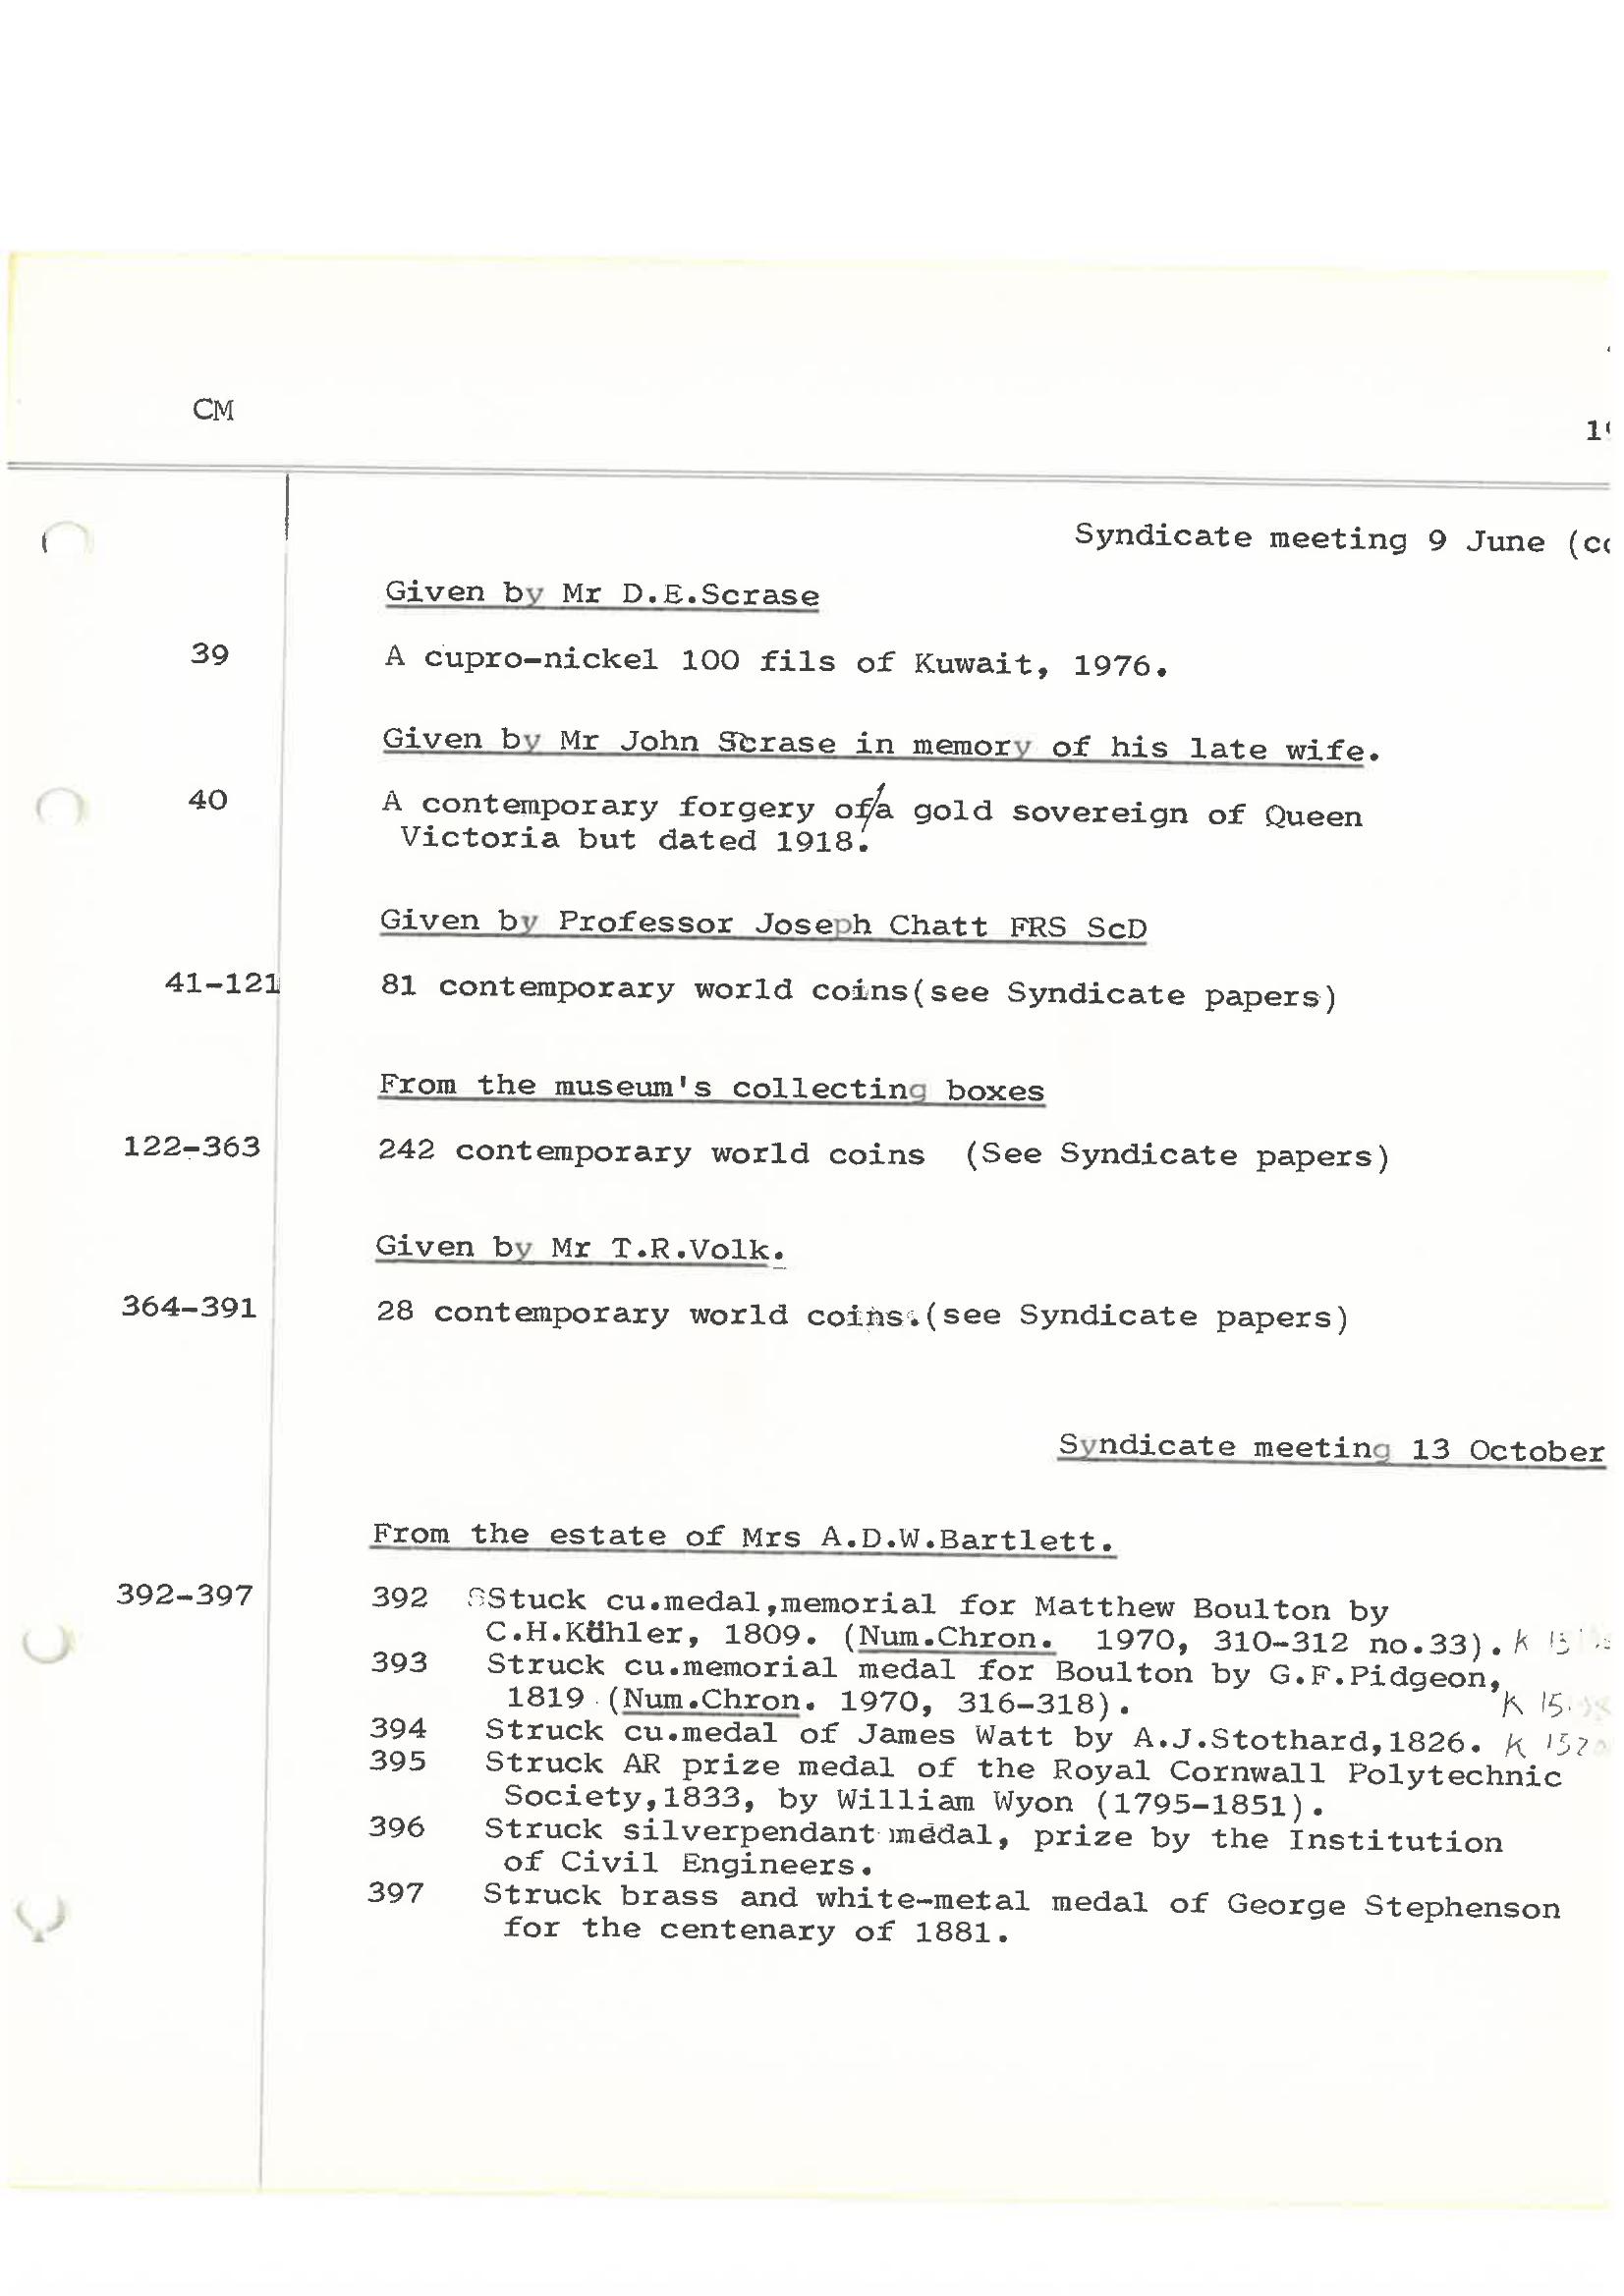 CM
Syndicate meeting 9 June
Given by Mr D.E.Scrase
39 A cupro-nickel 100 fils of Kuwait, 1976.
Given by Mr John Scrase in memory of his late wife.
40 A contemporary forgery of/a gold sovereign of Queen
Victoria but dated 1918.
Given by Professor Joseph Chatt FRS ScD
41-121 81 contemporary world coins(see Syndicate papers)
From the museum's collecting boxes
122-363 242 contemporary world coins (See Syndicate papers)
Given by Mr T.R.Volk.
364-391 28 contemporary world coins.(see Syndicate papers)
Syndicate meeting 13 October
From the estate of Mrs A.D.W.Bartlett.
392-397 392 SStuck cu.medal,memorial for Matthew Boulton by
C.H.Kühler, 1809. (Num.Chron. 1970, 310-312 no.33). K
393 Struck cu.memorial medal for Boulton by G.F.Pidgeon,
1819 (Num.Chron. 1970, 316-318). K
394 Struck cu.medal of James Watt by A.J.Stothard,1826. K
395 Struck AR prize medal of the Royal Cornwall Polytechnic
Society,1833, by William Wyon (1795-1851).
396 Struck silverpendant medal, prize by the Institution
of Civil Engineers.
397 Struck brass and white-metal medal of George Stephenson
for the centenary of 1881.